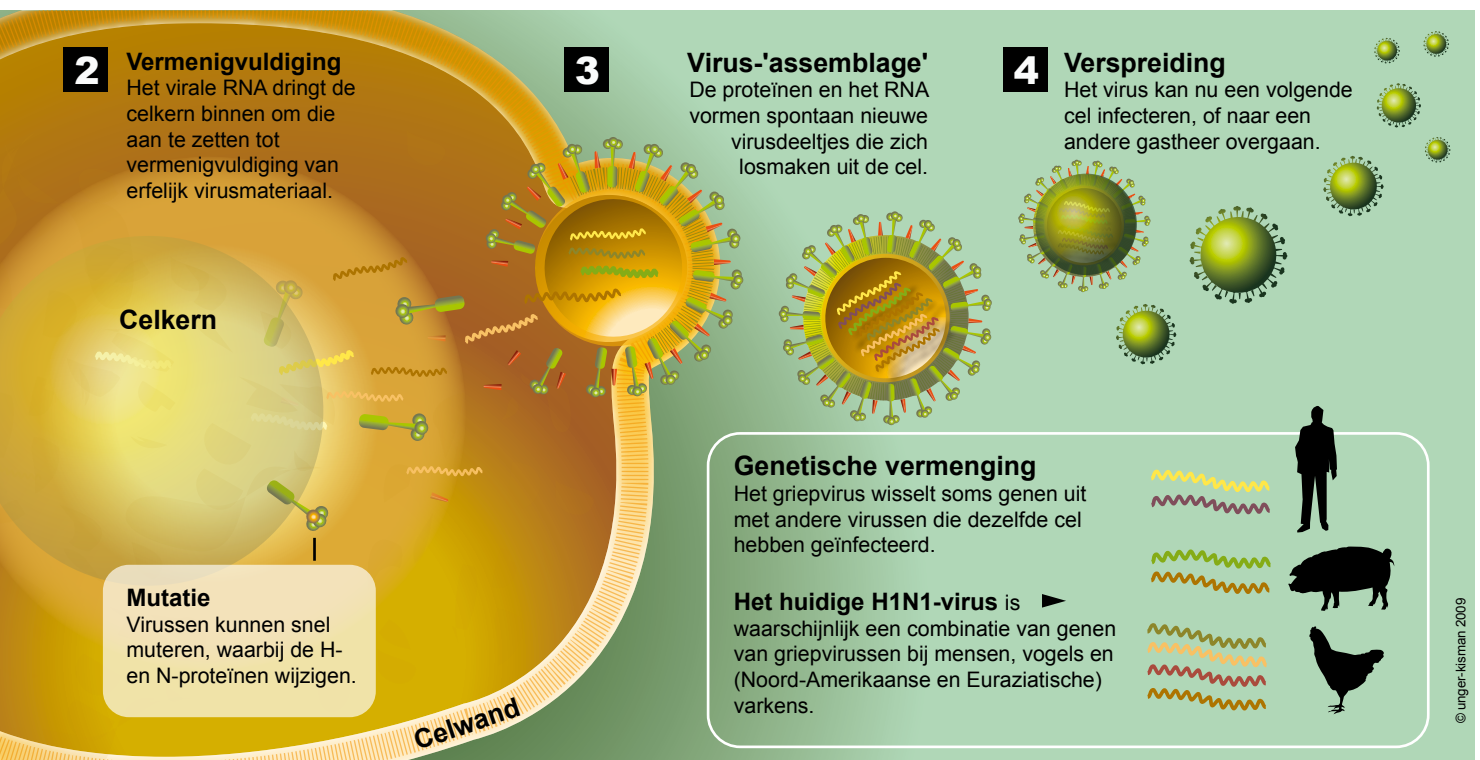 2
Vermenigvuldiging
Het virale RNA dringt de
celkern binnen om die
aan te zetten tot
vermenigvuldiging van
erfelijk virusmateriaal.
3
Virus-'assemblage'
De proteïnen en het RNA
vormen spontaan nieuwe
virusdeeltjes die zich
losmaken uit de cel.
4
Verspreiding
Het virus kan nu een volgende
cel infecteren, of naar een
andere gastheer overgaan.
Celkern
Mutatie
Virussen kunnen snel
muteren, waarbij de H-
en N-proteïnen wijzigen.
Celwand
Genetische vermenging
Het griepvirus wisselt soms genen uit
met andere virussen die dezelfde cel
hebben geïnfecteerd.
Het huidige H1N1-virus is
waarschijnlijk een combinatie van genen
van griepvirussen bij mensen, vogels en
(Noord-Amerikaanse en Euraziatische)
varkens.
© unger-kisman 2009